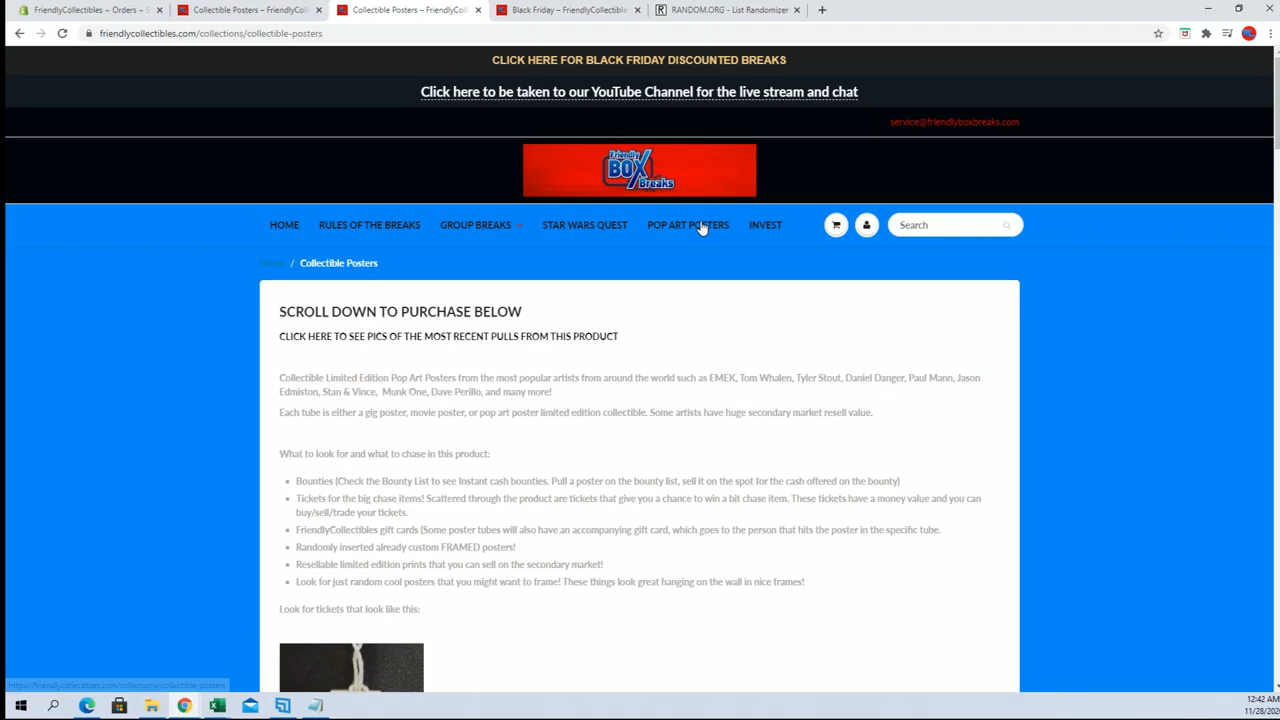 FriendlyCollectibles ~ Orders ~ S
Collectible Posters – FriendlyColl
Collectible Posters – FriendlyColl
Black Friday – FriendlyCollectible
RANDOM.ORG - List Randomizer
friendlycollectibles.com/collections/collectible-posters
CLICK HERE FOR BLACK FRIDAY DISCOUNTED BREAKS
Click here to be taken to our YouTube Channel for the live stream and chat
service@friendlyboxbreaks.com
Friendly
BOX
Breaks
HOME RULES OF THE BREAKS GROUP BREAKS STAR WARS QUEST POP ART POSTERS INVEST Search
Home / Collectible Posters
SCROLL DOWN TO PURCHASE BELOW
CLICK HERE TO SEE PICS OF THE MOST RECENT PULLS FROM THIS PRODUCT
Collectible Limited Edition Pop Art Posters from the most popular artists from around the world such as EMEK, Tom Whalen, Tyler Stout, Daniel Danger, Paul Mann, Jason
Edmiston, Stan & Vince, Munk One, Dave Perillo, and many more!
Each tube is either a gig poster, movie poster, or pop art poster limited edition collectible. Some artists have huge secondary market resell value.
What to look for and what to chase in this product:
Bounties (Check the Bounty List to see Instant cash bounties. Pull a poster on the bounty list, sell it on the spot for the cash offered on the bounty)
Tickets for the big chase items! Scattered through the product are tickets that give you a chance to win a bit chase item. These tickets have a money value and you can
buy/sell/trade your tickets.
FriendlyCollectibles gift cards (Some poster tubes will also have an accompanying gift card, which goes to the person that hits the poster in the specific tube.
Randomly inserted already custom FRAMED posters!
Resellable limited edition prints that you can sell on the secondary market!
Look for just random cool posters that you might want to frame! These things look great hanging on the wall in nice frames!
Look for tickets that look like this:
https://friendlycollectibles.com/collections/collectible-posters
12:42 AM
11/28/20